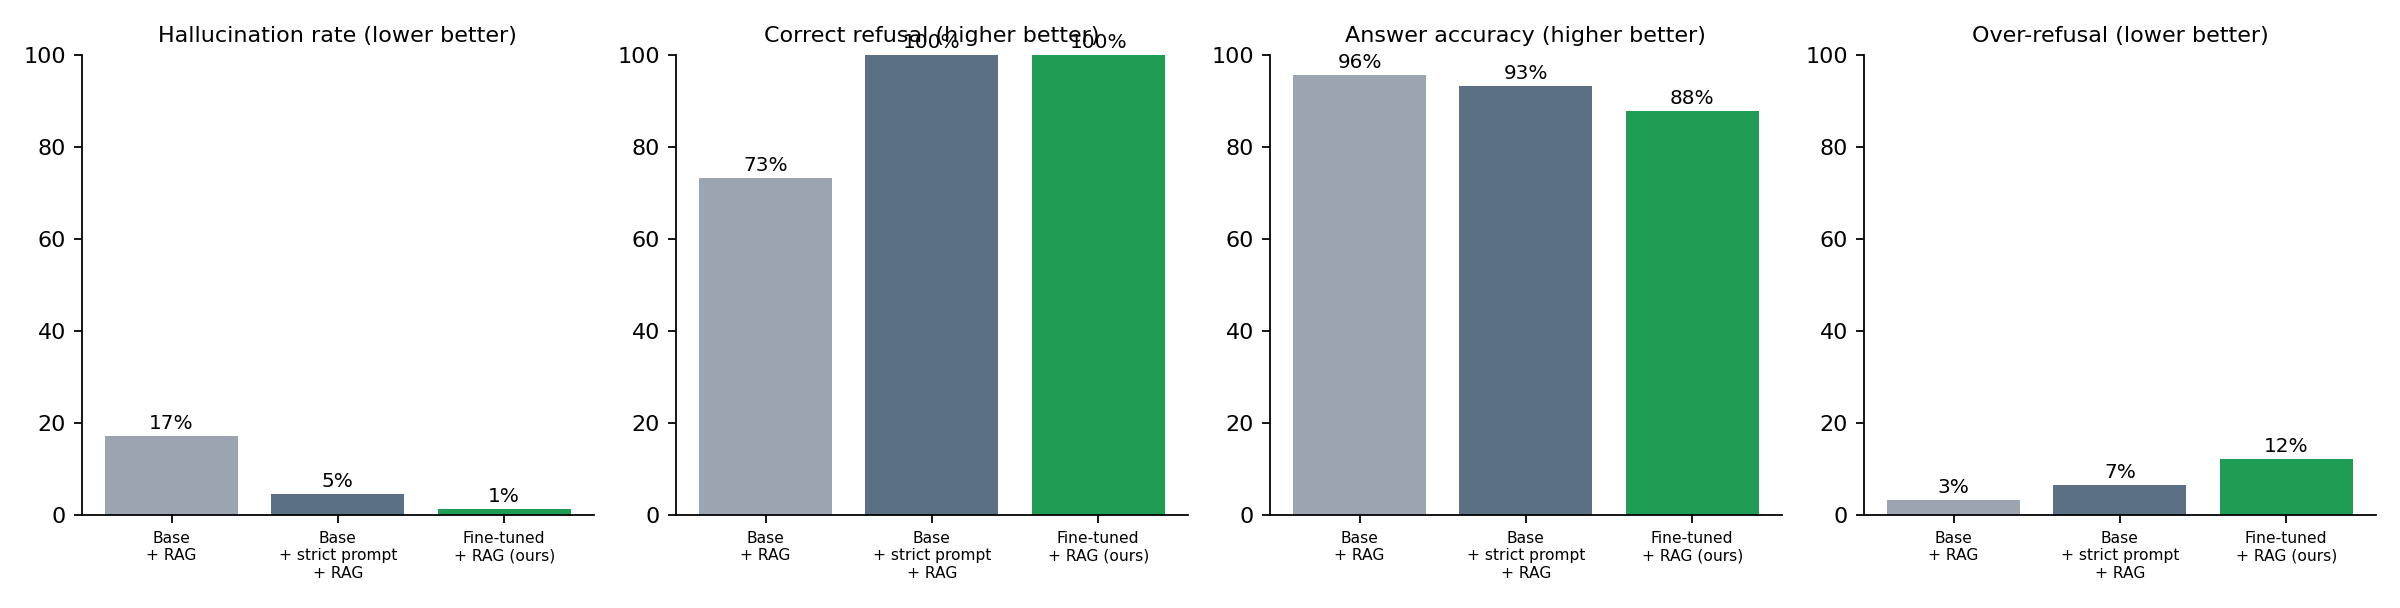 Hallucination rate (lower better)
100
80
60
40
20
0
17%
5%
1%
Base
+ RAG
Base
+ strict prompt
+ RAG
Fine-tuned
+ RAG (ours)
Correct refusal (higher better)
100
80
60
40
20
0
73%
100%
100%
Base
+ RAG
Base
+ strict prompt
+ RAG
Fine-tuned
+ RAG (ours)
Answer accuracy (higher better)
100
80
60
40
20
0
96%
93%
88%
Base
+ RAG
Base
+ strict prompt
+ RAG
Fine-tuned
+ RAG (ours)
Over-refusal (lower better)
100
80
60
40
20
0
3%
7%
12%
Base
+ RAG
Base
+ strict prompt
+ RAG
Fine-tuned
+ RAG (ours)